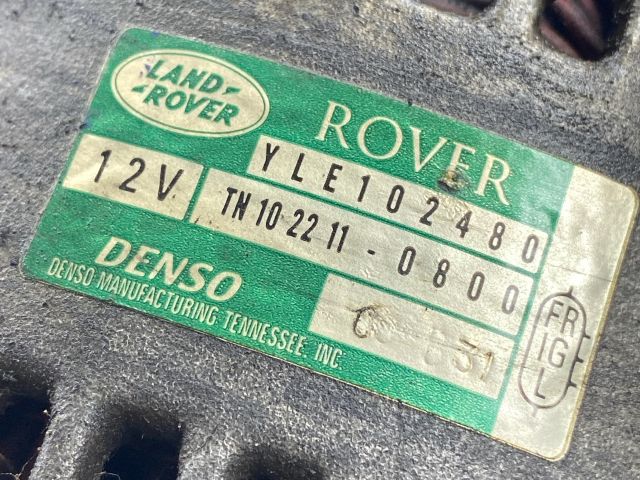 LAND-
-ROVER
ROVER
YLE102480
12V
TN 10 22 11 - 0800
DENSO
DENSO MANUFACTURING TENNESSEE, INC.
FR
IG
L